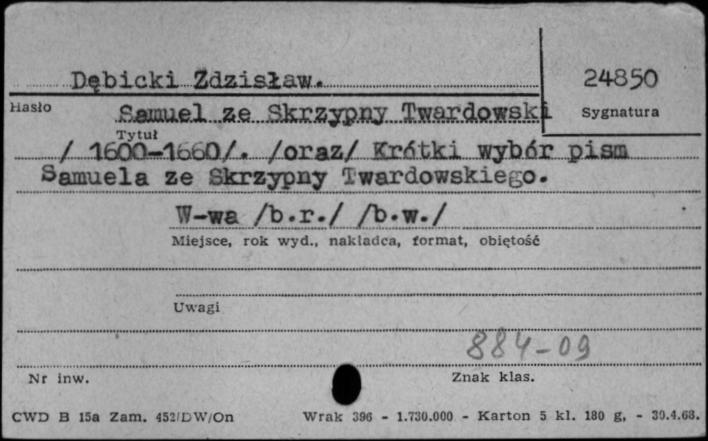 Dębicki Zdzisław.
24850
Hasło
Samuel ze Skrzypny Twardowski
Sygnatura
Tytuł
/ 1600-1660/. /oraz/ Krótki wybór pism
Samuela ze Skrzypny Twardowskiego.
W-wa /b.r./ /b.w./
Miejsce, rok wyd., nakładca, format, objętość
Uwagi
884-09
Nr inw.
Znak klas.
CWD B 15a Zam. 452/DW/On
Wrak 396 - 1.730.000 - Karton 5 kl. 180 g, - 30.4.68.